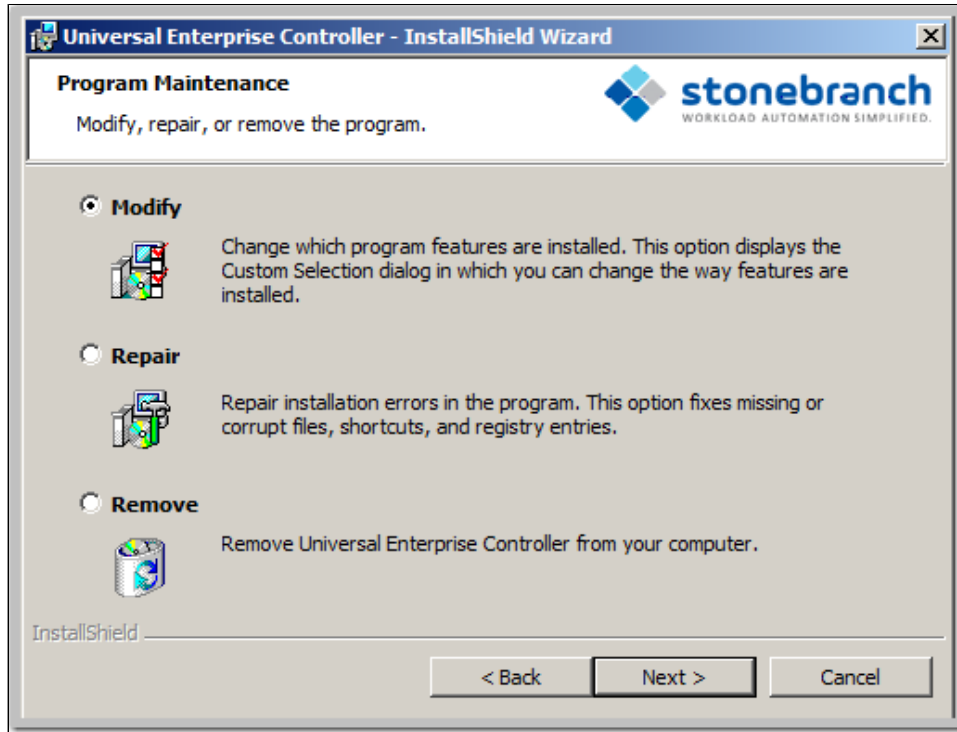 Universal Enterprise Controller - InstallShield Wizard
Program Maintenance
Modify, repair, or remove the program.
stonebranch
WORKLOAD AUTOMATION SIMPLIFIED.
Modify
Change which program features are installed. This option displays the
Custom Selection dialog in which you can change the way features are
installed.
Repair
Repair installation errors in the program. This option fixes missing or
corrupt files, shortcuts, and registry entries.
Remove
Remove Universal Enterprise Controller from your computer.
InstallShield
< Back
Next >
Cancel